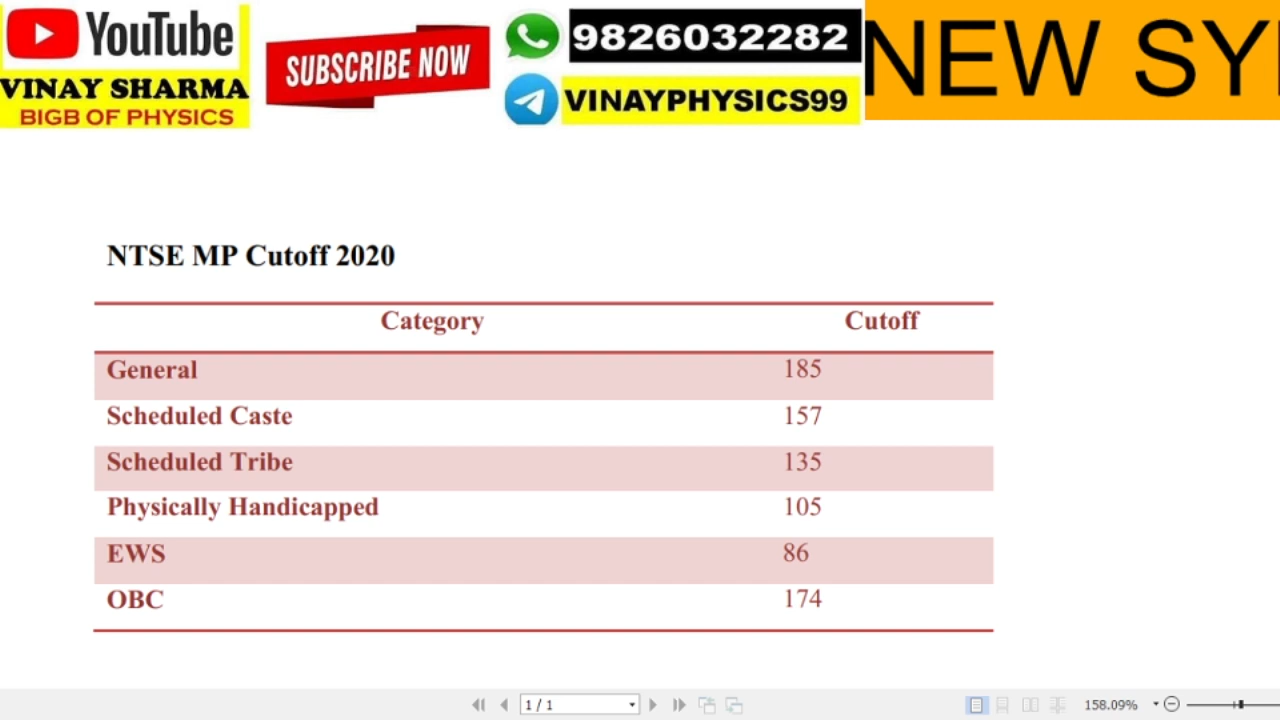 YouTube
VINAY SHARMA
BIGB OF PHYSICS
SUBSCRIBE NOW
9826032282
VINAYPHYSICS99
NEW SY
NTSE MP Cutoff 2020
Category Cutoff
General 185
Scheduled Caste 157
Scheduled Tribe 135
Physically Handicapped 105
EWS 86
OBC 174
1 / 1
158.09%